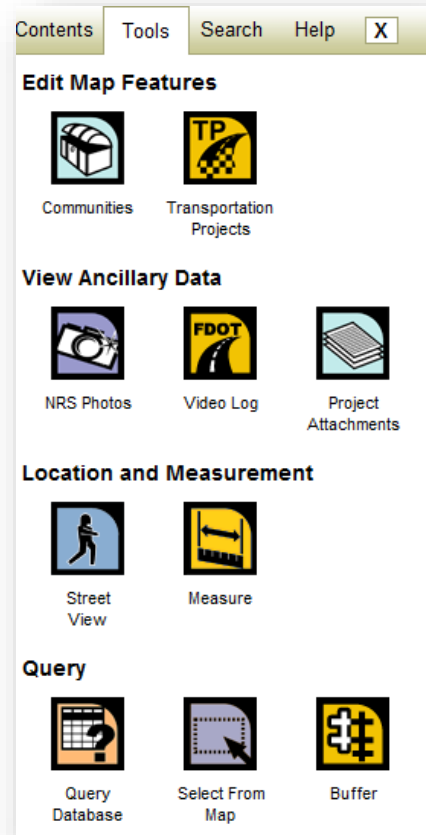 Contents Tools Search Help X
Edit Map Features
TP
Communities Transportation
Projects
View Ancillary Data
FDOT
NRS Photos Video Log Project
Attachments
Location and Measurement
Street Measure
View
Query
?
Query Select From Buffer
Database Map